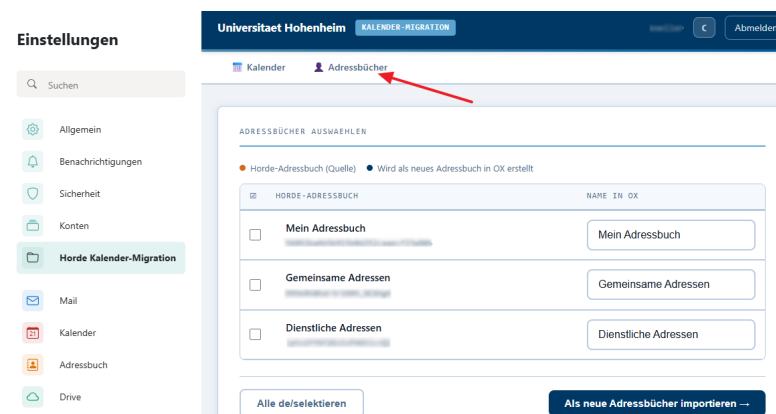 Einstellungen
Suchen
Allgemein
Benachrichtigungen
Sicherheit
Konten
Horde Kalender-Migration
Mail
Kalender
Adressbuch
Drive
Universitaet Hohenheim KALENDER-MIGRATION C Abmelden
Kalender Adressbücher
ADRESSBÜCHER AUSWAEHLEN
Horde-Adressbuch (Quelle) Wird als neues Adressbuch in OX erstellt
HORDE-ADRESSBUCH NAME IN OX
Mein Adressbuch Mein Adressbuch
Gemeinsame Adressen Gemeinsame Adressen
Dienstliche Adressen Dienstliche Adressen
Alle de/selektieren Als neue Adressbücher importieren →